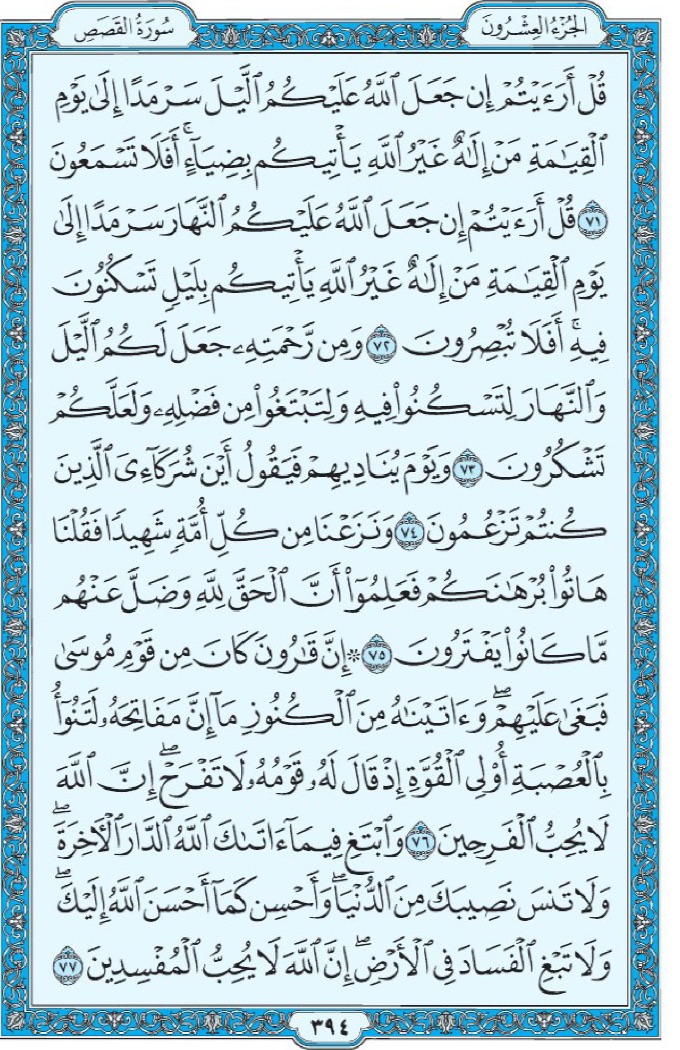 الجُزْءُ العِشْرُونَ
سُورَةُ القَصَصِ
قُلْ أَرَءَيْتُمْ إِن جَعَلَ ٱللَّهُ عَلَيْكُمُ ٱلَّيْلَ سَرْمَدًا إِلَىٰ يَوْمِ
ٱلْقِيَٰمَةِ مَنْ إِلَٰهٌ غَيْرُ ٱللَّهِ يَأْتِيكُم بِضِيَآءٍ ۚ أَفَلَا تَسْمَعُونَ
٧١ قُلْ أَرَءَيْتُمْ إِن جَعَلَ ٱللَّهُ عَلَيْكُمُ ٱلنَّهَارَ سَرْمَدًا إِلَىٰ
يَوْمِ ٱلْقِيَٰمَةِ مَنْ إِلَٰهٌ غَيْرُ ٱللَّهِ يَأْتِيكُم بِلَيْلٍ تَسْكُنُونَ
فِيهِ ۚ أَفَلَا تُبْصِرُونَ ٧٢ وَمِن رَّحْمَتِهِۦ جَعَلَ لَكُمُ ٱلَّيْلَ
وَٱلنَّهَارَ لِتَسْكُنُوا۟ فِيهِ وَلِتَبْتَغُوا۟ مِن فَضْلِهِۦ وَلَعَلَّكُمْ
تَشْكُرُونَ ٧٣ وَيَوْمَ يُنَادِيهِمْ فَيَقُولُ أَيْنَ شُرَكَآءِىَ ٱلَّذِينَ
كُنتُمْ تَزْعُمُونَ ٧٤ وَنَزَعْنَا مِن كُلِّ أُمَّةٍ شَهِيدًا فَقُلْنَا
هَاتُوا۟ بُرْهَٰنَكُمْ فَعَلِمُوٓا۟ أَنَّ ٱلْحَقَّ لِلَّهِ وَضَلَّ عَنْهُم
مَّا كَانُوا۟ يَفْتَرُونَ ٧٥ ۞ إِنَّ قَٰرُونَ كَانَ مِن قَوْمِ مُوسَىٰ
فَبَغَىٰ عَلَيْهِمْ ۖ وَءَاتَيْنَٰهُ مِنَ ٱلْكُنُوزِ مَآ إِنَّ مَفَاتِحَهُۥ لَتَنُوٓأُ
بِٱلْعُصْبَةِ أُو۟لِى ٱلْقُوَّةِ إِذْ قَالَ لَهُۥ قَوْمُهُۥ لَا تَفْرَحْ ۖ إِنَّ ٱللَّهَ
لَا يُحِبُّ ٱلْفَرِحِينَ ٧٦ وَٱبْتَغِ فِيمَآ ءَاتَىٰكَ ٱللَّهُ ٱلدَّارَ ٱلْءَاخِرَةَ ۖ
وَلَا تَنسَ نَصِيبَكَ مِنَ ٱلدُّنْيَا ۖ وَأَحْسِن كَمَآ أَحْسَنَ ٱللَّهُ إِلَيْكَ ۖ
وَلَا تَبْغِ ٱلْفَسَادَ فِى ٱلْأَرْضِ ۖ إِنَّ ٱللَّهَ لَا يُحِبُّ ٱلْمُفْسِدِينَ ٧٧
٣٩٤